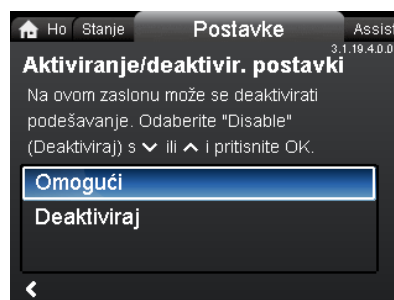 Ho Stanje Postavke Assist
3.1.19.4.0.0
Aktiviranje/deaktivir. postavki
Na ovom zaslonu može se deaktivirati
podešavanje. Odaberite "Disable"
(Deaktiviraj) s ili i pritisnite OK.
Omogući
Deaktiviraj